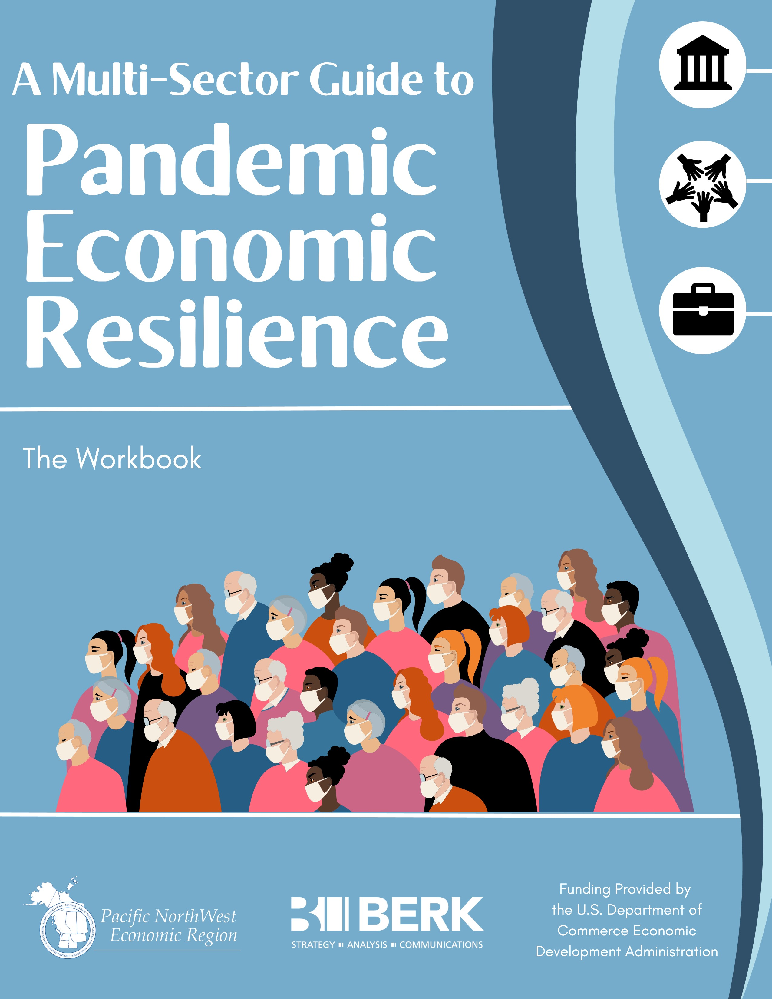 A Multi-Sector Guide to
Pandemic
Economic
Resilience
The Workbook
Pacific NorthWest
Economic Region
BERK
STRATEGY ANALYSIS COMMUNICATIONS
Funding Provided by
the U.S. Department of
Commerce Economic
Development Administration